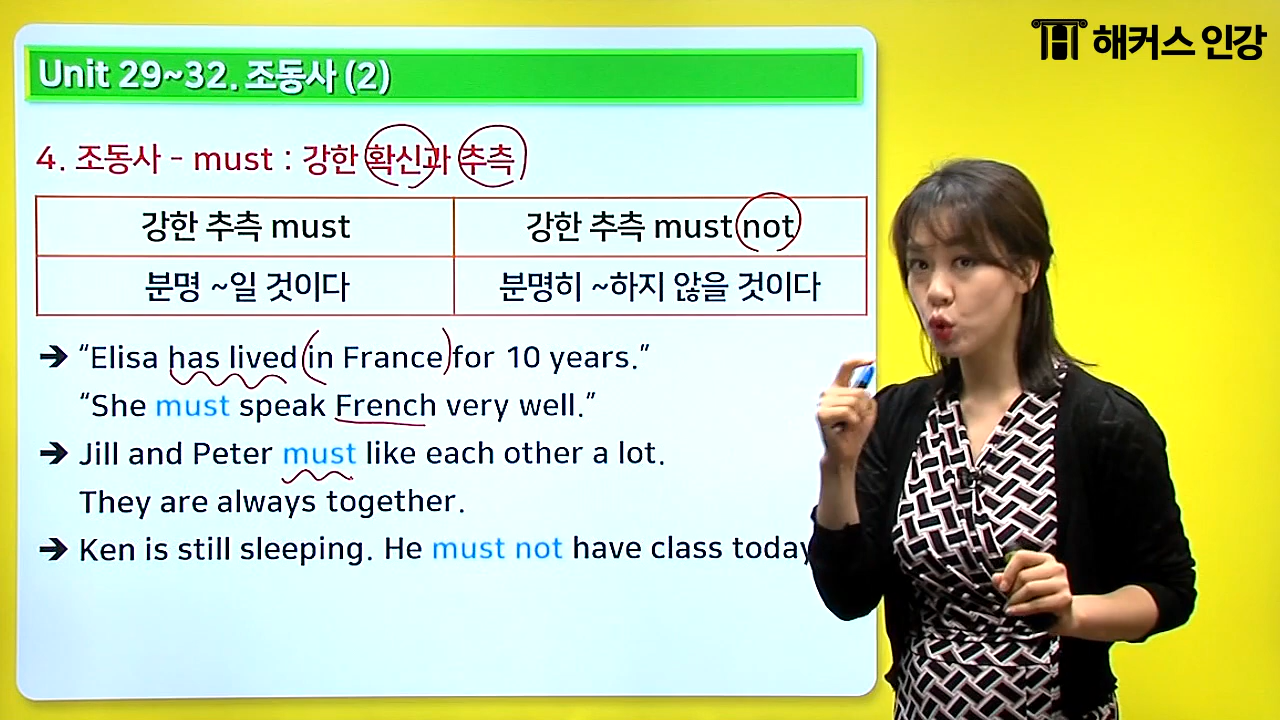 해커스 인강
Unit 29~32. 조동사 (2)
4. 조동사 - must : 강한 확신과 추측
강한 추측 must
강한 추측 must not
분명 ~일 것이다
분명히 ~하지 않을 것이다
➔ “Elisa has lived in France for 10 years.”
“She must speak French very well.”
➔ Jill and Peter must like each other a lot.
They are always together.
➔ Ken is still sleeping. He must not have class today